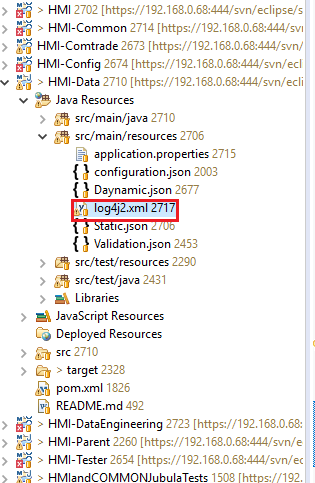 > HMI 2702 [https://192.168.0.68:444/svn/eclipse/s
HMI-Common 2714 [https://192.168.0.68:444/svn/
HMI-Comtrade 2673 [https://192.168.0.68:444/sv
HMI-Config 2674 [https://192.168.0.68:444/svn/ecl
> HMI-Data 2710 [https://192.168.0.68:444/svn/eclip
Java Resources
src/main/java 2710
src/main/resources 2706
application.properties 2715
configuration.json 2003
Daynamic.json 2677
log4j2.xml 2717
Static.json 2706
Validation.json 2453
src/test/resources 2290
src/test/java 2431
Libraries
JavaScript Resources
Deployed Resources
src 2710
> target 2328
pom.xml 1826
README.md 492
> HMI-DataEngineering 2723 [https://192.168.0.68:
> HMI-Parent 2260 [https://192.168.0.68:444/svn/ec
> HMI-Tester 2654 [https://192.168.0.68:444/svn/ec
HMIandCOMMONJubulaTests 1508 [https://192.